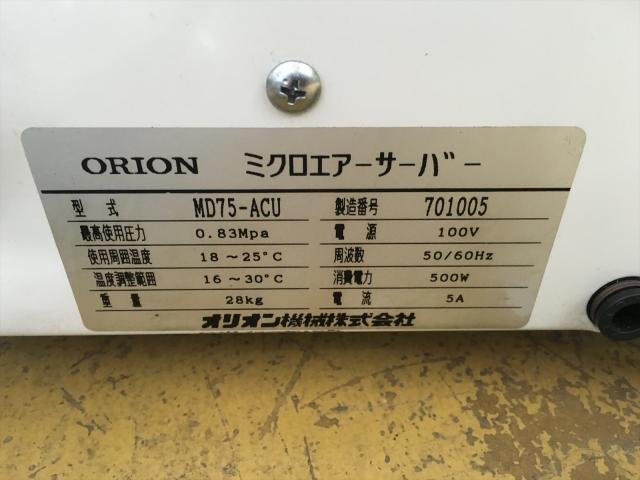 ORION ミクロエアーサーバー
型式 MD75-ACU 製造番号 701005
最高使用圧力 0.83Mpa 電源 100V
使用周囲温度 18～25°C 周波数 50/60Hz
温度調整範囲 16～30°C 消費電力 500W
重量 28kg 電流 5A
オリオン機械株式会社